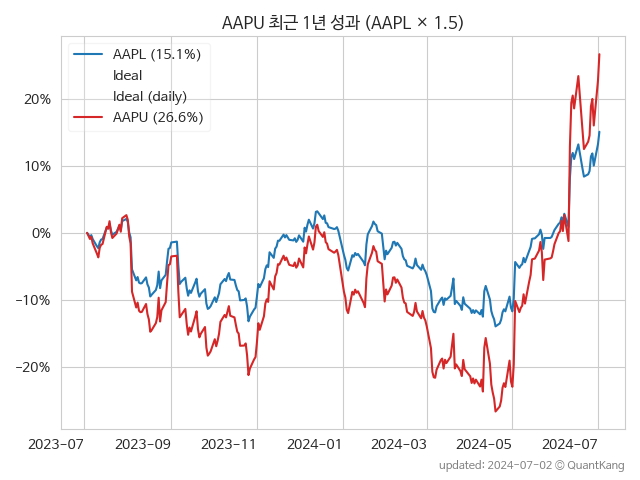 AAPU 최근 1년 성과 (AAPL × 1.5)
AAPL (15.1%)
Ideal
Ideal (daily)
AAPU (26.6%)
20%
10%
0%
−10%
−20%
2023-07 2023-09 2023-11 2024-01 2024-03 2024-05 2024-07
updated: 2024-07-02 © QuantKang